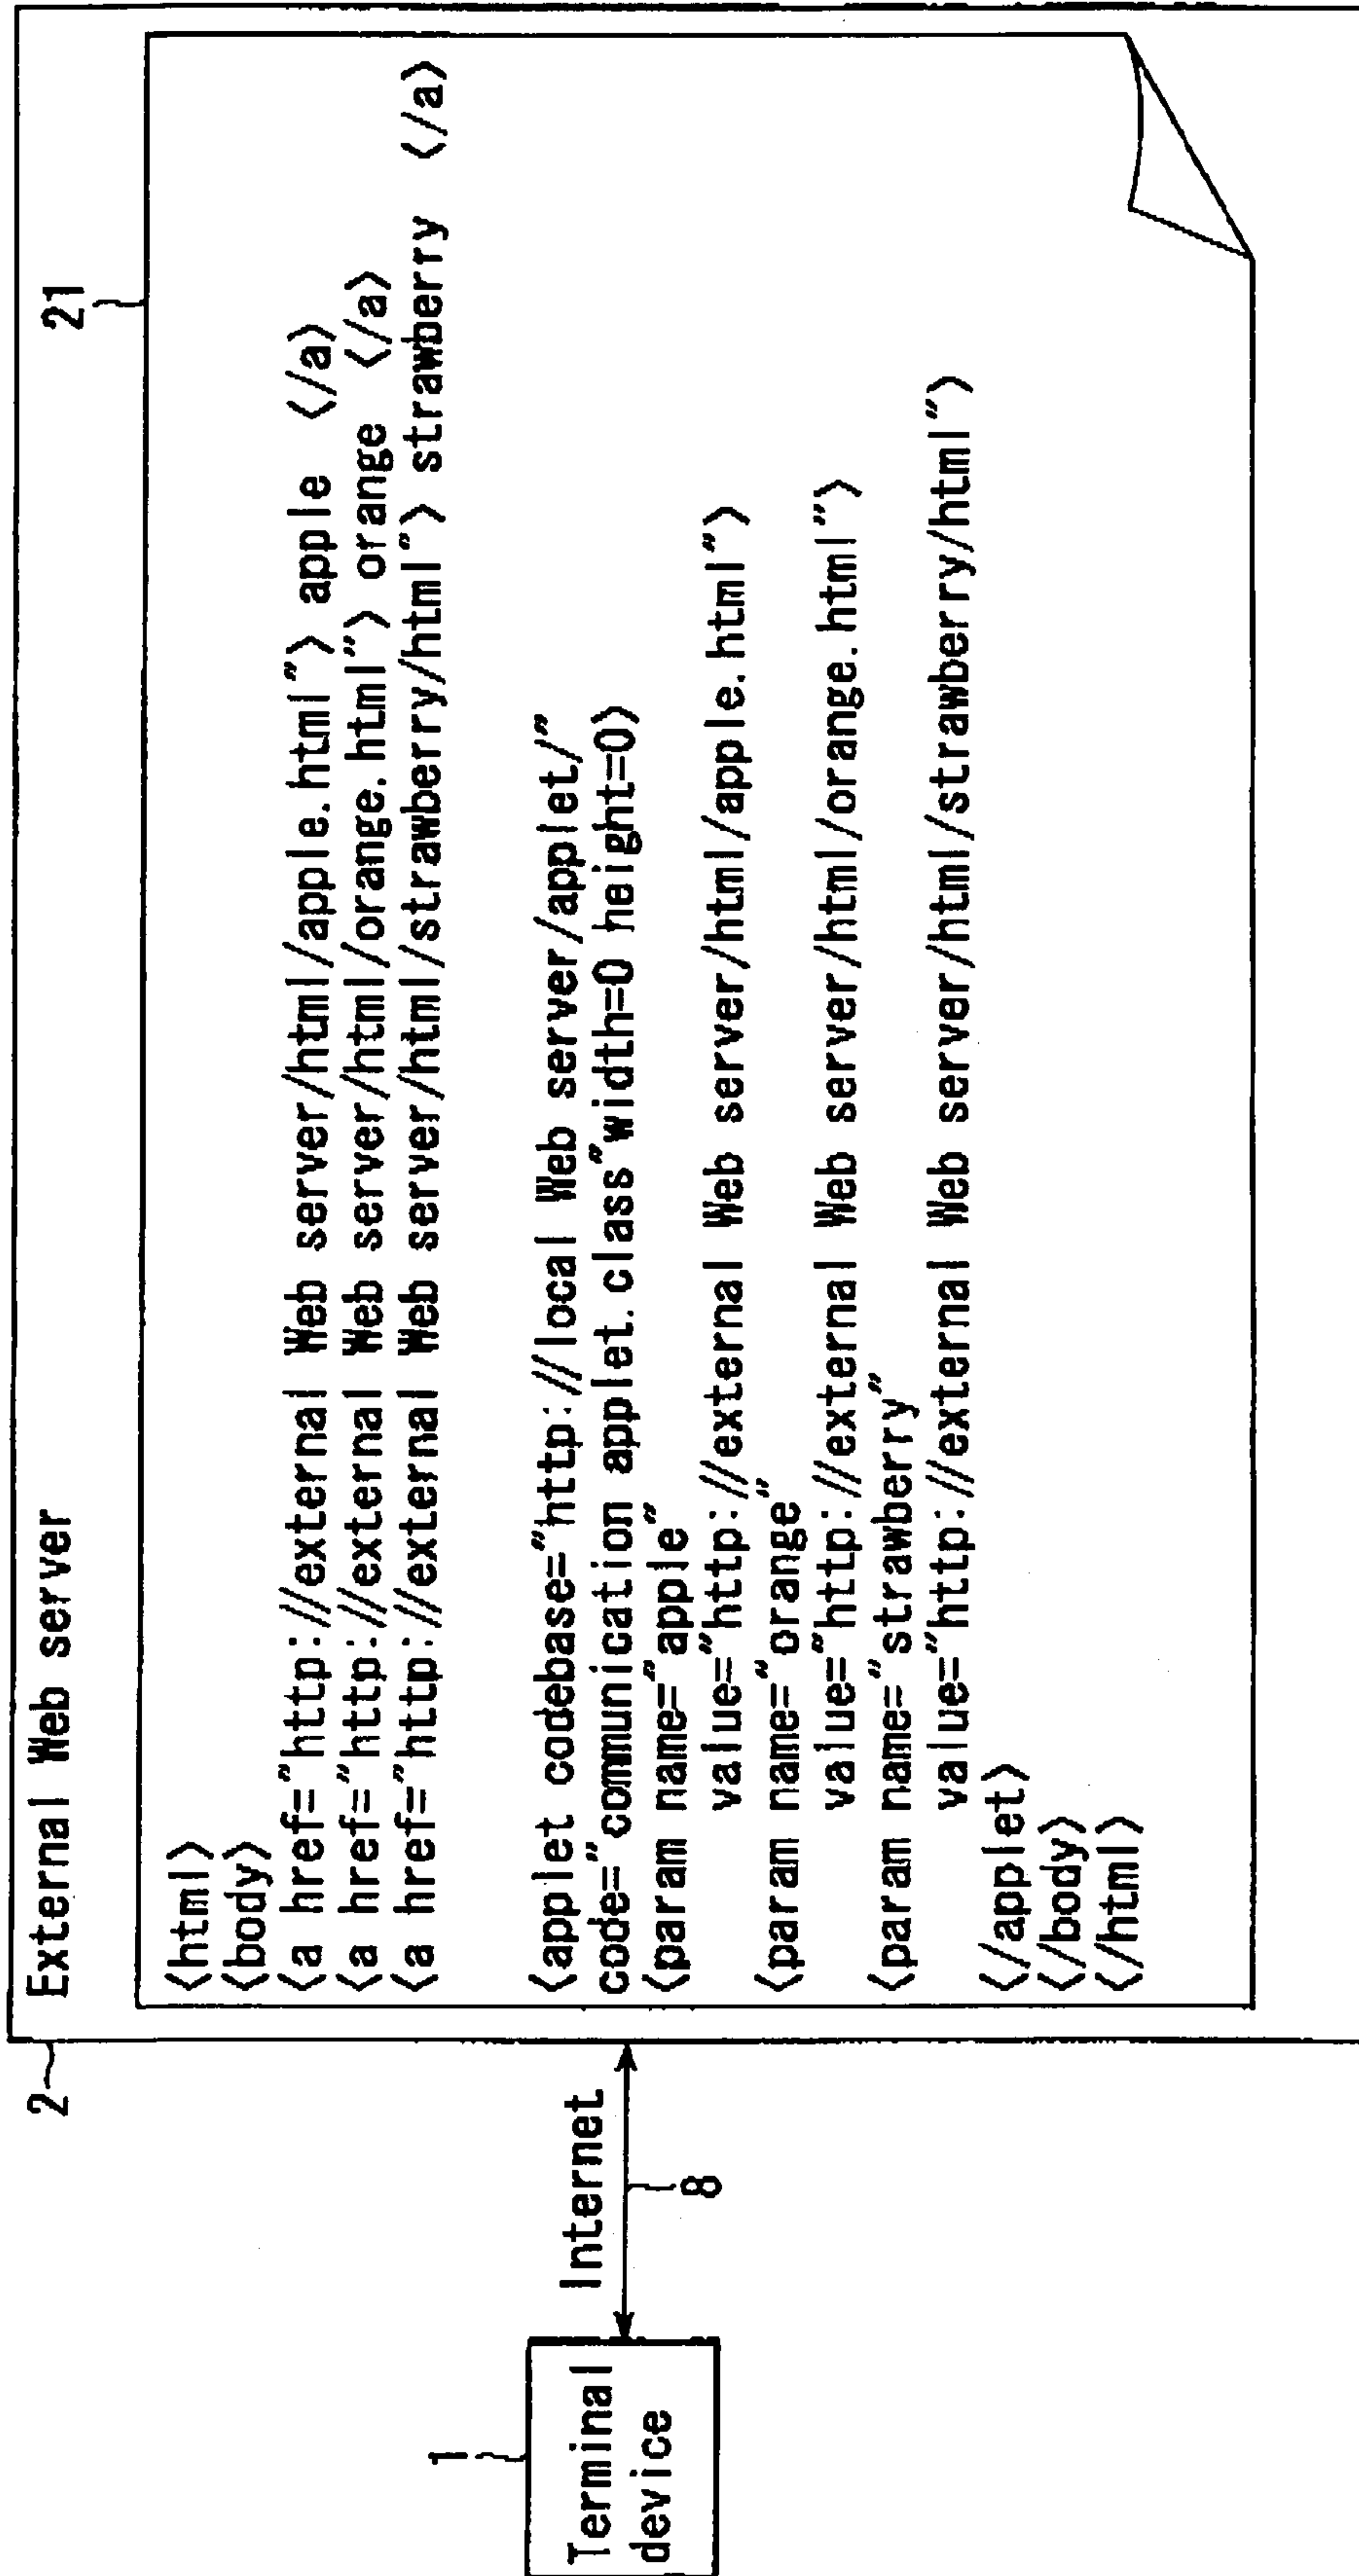 External Web server
2
21
<html>
<body>
<a href="http://external Web server/html/apple.html"> apple </a>
<a href="http://external Web server/html/orange.html"> orange </a>
<a href="http://external Web server/html/strawberry/html"> strawberry </a>
<applet codebase="http://local Web server/applet/"
code="communication applet.class"width=0 height=0>
<param name="apple"
value="http://external Web server/html/apple.html">
<param name="orange"
value="http://external Web server/html/orange.html">
<param name="strawberry"
value="http://external Web server/html/strawberry/html">
</applet>
</body>
</html>
Internet
8
1
Terminal
device